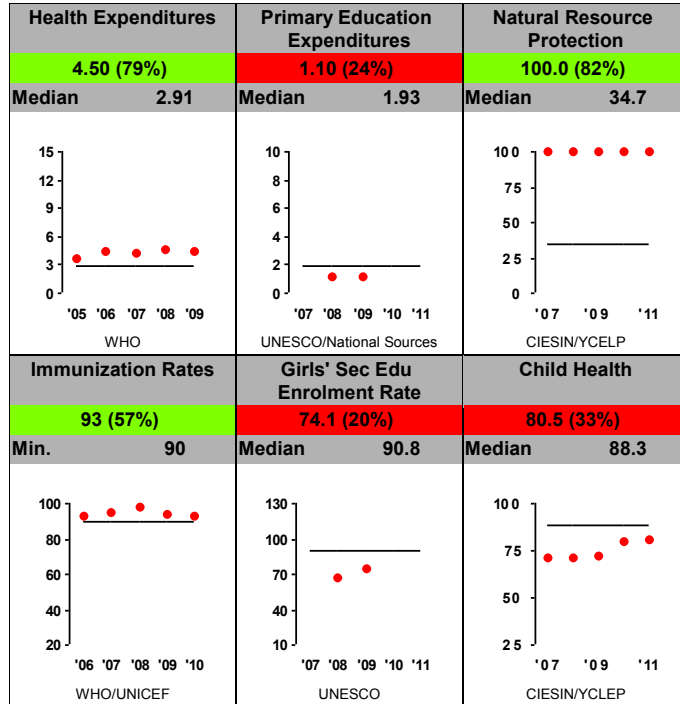 Health Expenditures
4.50 (79%)
Median 2.91
15
12
9
6
3
0
'05 '06 '07 '08 '09
WHO
Primary Education
Expenditures
1.10 (24%)
Median 1.93
10
8
6
4
2
0
'07 '08 '09 '10 '11
UNESCO/National Sources
Natural Resource
Protection
100.0 (82%)
Median 34.7
100
75
50
25
0
'07 '09 '11
CIESIN/YCELP
Immunization Rates
93 (57%)
Min. 90
100
80
60
40
20
'06 '07 '08 '09 '10
WHO/UNICEF
Girls' Sec Edu
Enrolment Rate
74.1 (20%)
Median 90.8
130
100
70
40
10
'07 '08 '09 '10 '11
UNESCO
Child Health
80.5 (33%)
Median 88.3
100
75
50
25
'07 '09 '11
CIESIN/YCLEP